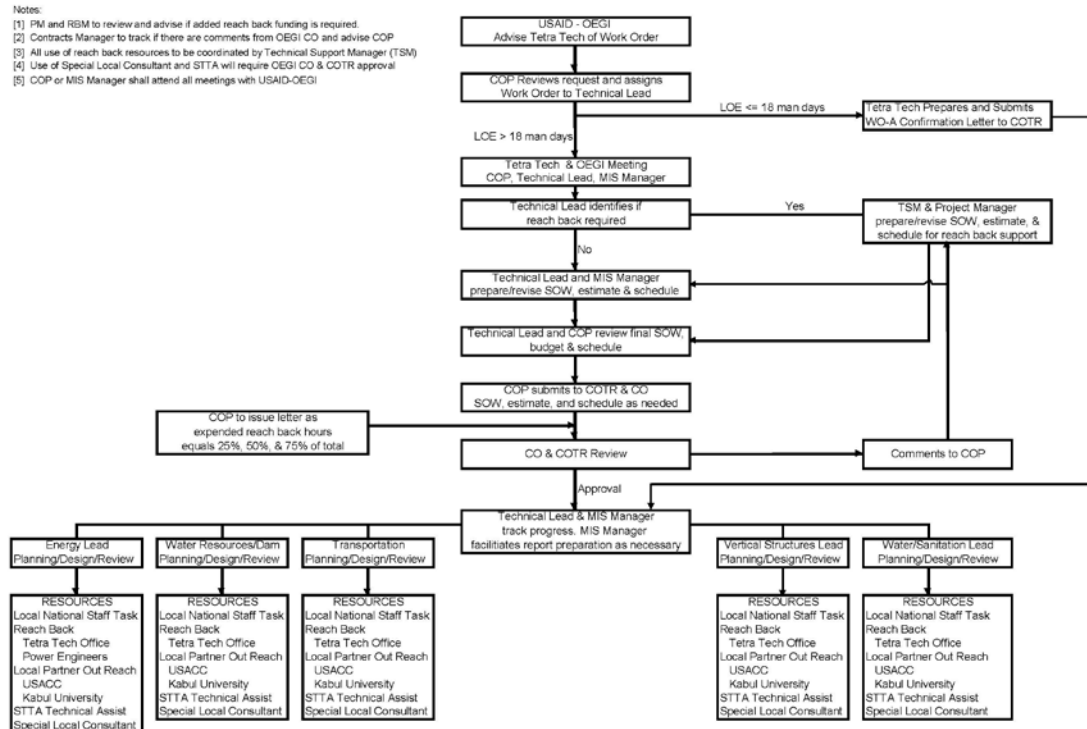 Notes:
[1] PM and RBM to review and advise if added reach back funding is required.
[2] Contracts Manager to track if there are comments from OEGI CO and advise COP
[3] All use of reach back resources to be coordinated by Technical Support Manager (TSM)
[4] Use of Special Local Consultant and STTA will require OEGI CO & COTR approval
[5] COP or MIS Manager shall attend all meetings with USAID-OEGI
USAID - OEGI
Advise Tetra Tech of Work Order
COP Reviews request and assigns
Work Order to Technical Lead
LOE <= 18 man days
Tetra Tech Prepares and Submits
WO-A Confirmation Letter to COTR
LOE > 18 man days
Tetra Tech & OEGI Meeting
COP, Technical Lead, MIS Manager
Technical Lead identifies if
reach back required
Yes
TSM & Project Manager
prepare/revise SOW, estimate, &
schedule for reach back support
No
Technical Lead and MIS Manager
prepare/revise SOW, estimate & schedule
Technical Lead and COP review final SOW,
budget & schedule
COP submits to COTR & CO
SOW, estimate, and schedule as needed
COP to issue letter as
expended reach back hours
equals 25%, 50%, & 75% of total
CO & COTR Review
Comments to COP
Approval
Technical Lead & MIS Manager
track progress. MIS Manager
facilitiates report preparation as necessary
Energy Lead
Planning/Design/Review
Water Resources/Dam
Planning/Design/Review
Transportation
Planning/Design/Review
Vertical Structures Lead
Planning/Design/Review
Water/Sanitation Lead
Planning/Design/Review
RESOURCES
Local National Staff Task
Reach Back
Tetra Tech Office
Power Engineers
Local Partner Out Reach
USACC
Kabul University
STTA Technical Assist
Special Local Consultant
RESOURCES
Local National Staff Task
Reach Back
Tetra Tech Office
Local Partner Out Reach
USACC
Kabul University
STTA Technical Assist
Special Local Consultant
RESOURCES
Local National Staff Task
Reach Back
Tetra Tech Office
Local Partner Out Reach
USACC
Kabul University
STTA Technical Assist
Special Local Consultant
RESOURCES
Local National Staff Task
Reach Back
Tetra Tech Office
Local Partner Out Reach
USACC
Kabul University
STTA Technical Assist
Special Local Consultant
RESOURCES
Local National Staff Task
Reach Back
Tetra Tech Office
Local Partner Out Reach
USACC
Kabul University
STTA Technical Assist
Special Local Consultant